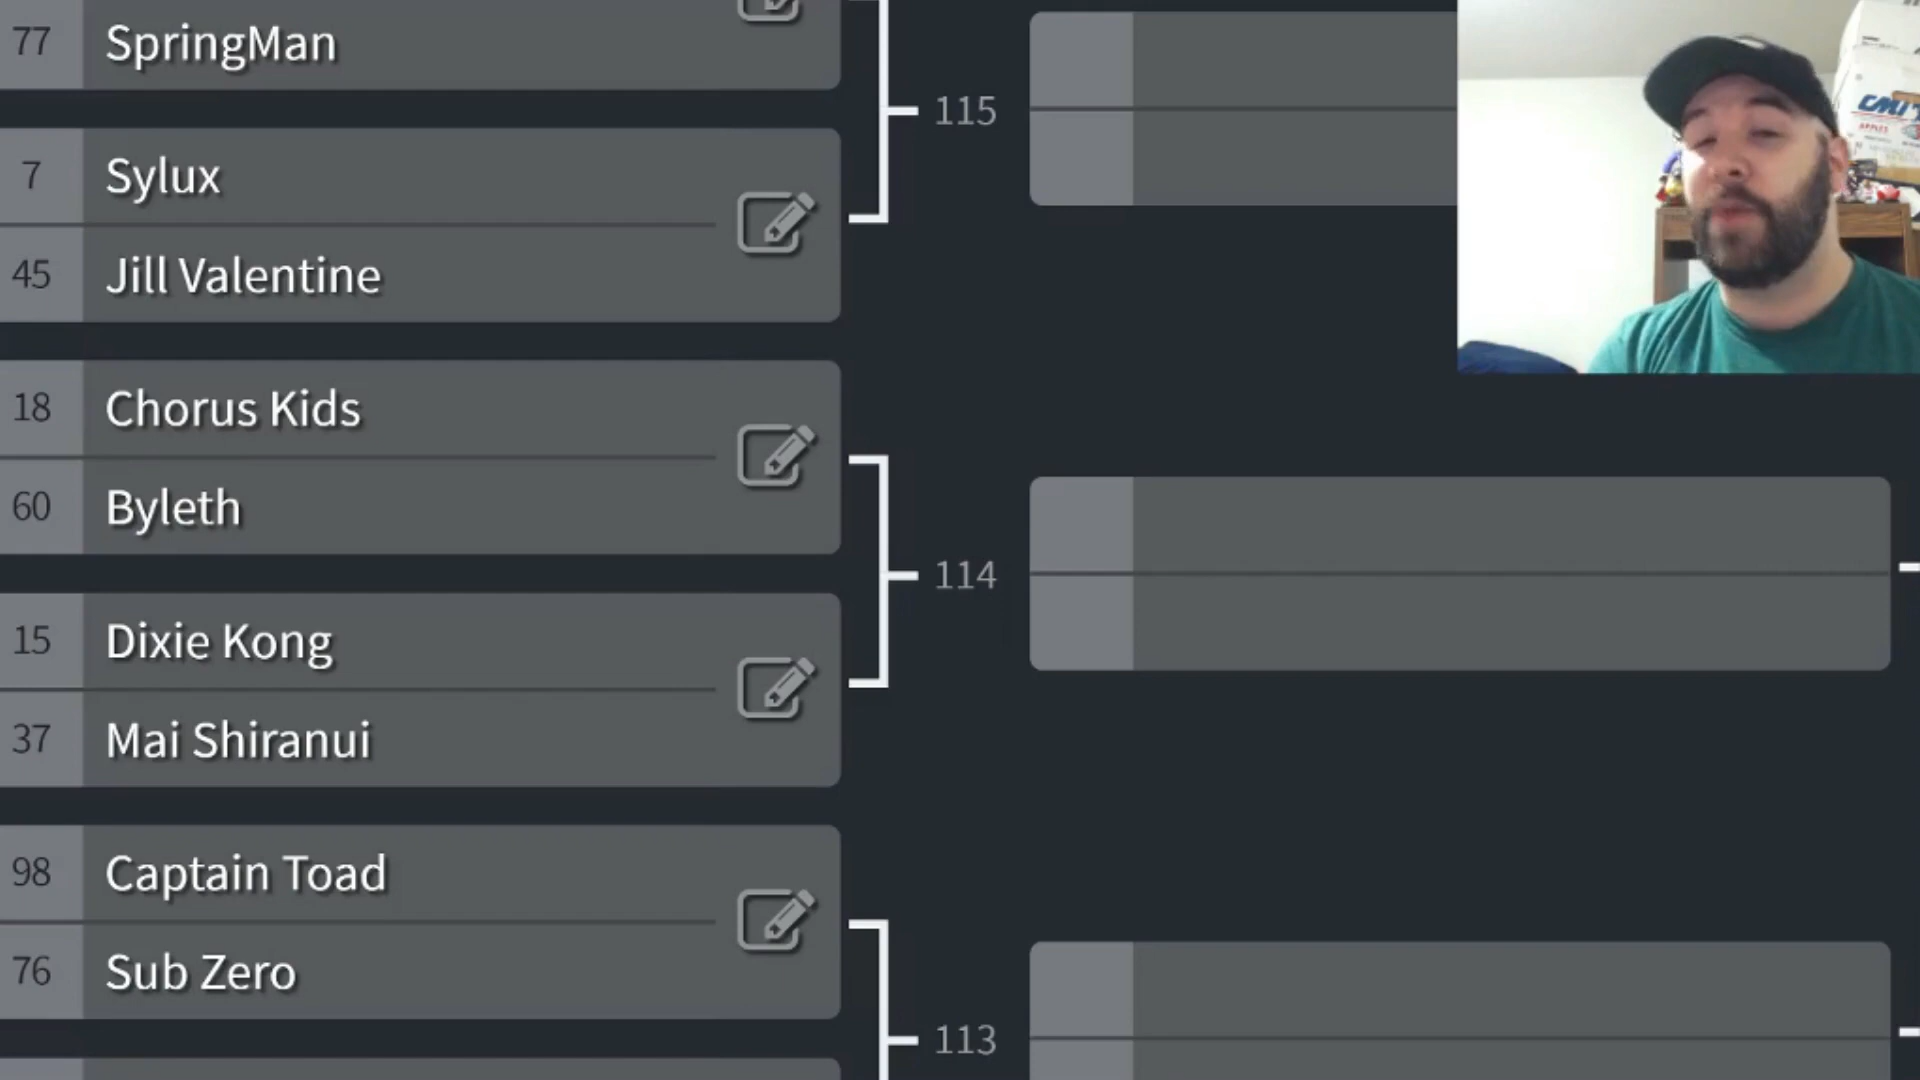 77 SpringMan
115
7 Sylux
45 Jill Valentine
18 Chorus Kids
60 Byleth
114
15 Dixie Kong
37 Mai Shiranui
98 Captain Toad
76 Sub Zero
113
APPLES